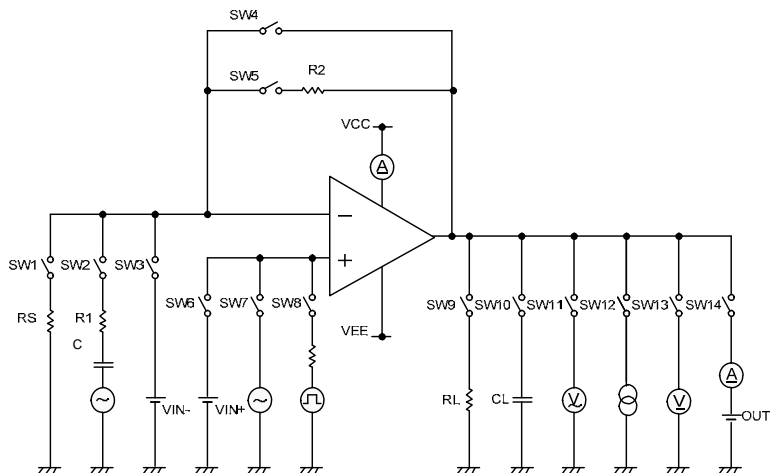 SW4
SW5
R2
VCC
A
−
+
SW1 SW2 SW3
SW6 SW7 SW8
SW9 SW10 SW11 SW12 SW13 SW14
RS
R1
C
VEE
VIN-
VIN+
RL
CL
V
V
A
OUT